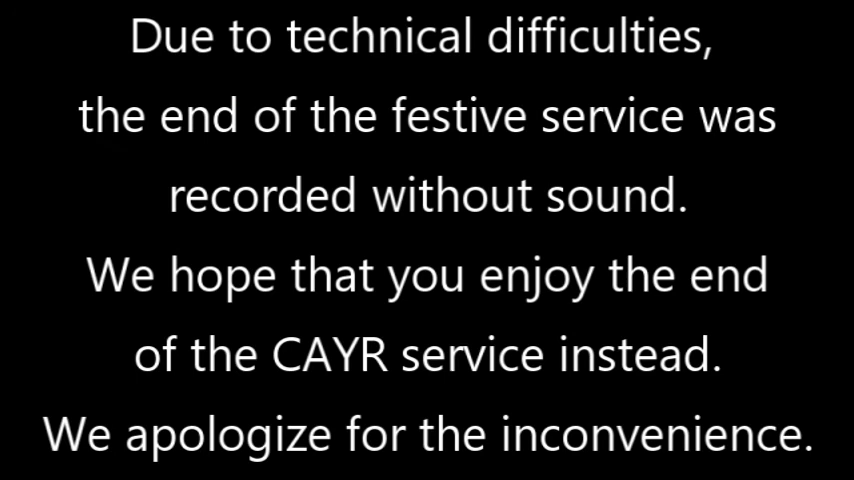 Due to technical difficulties,
the end of the festive service was
recorded without sound.
We hope that you enjoy the end
of the CAYR service instead.
We apologize for the inconvenience.